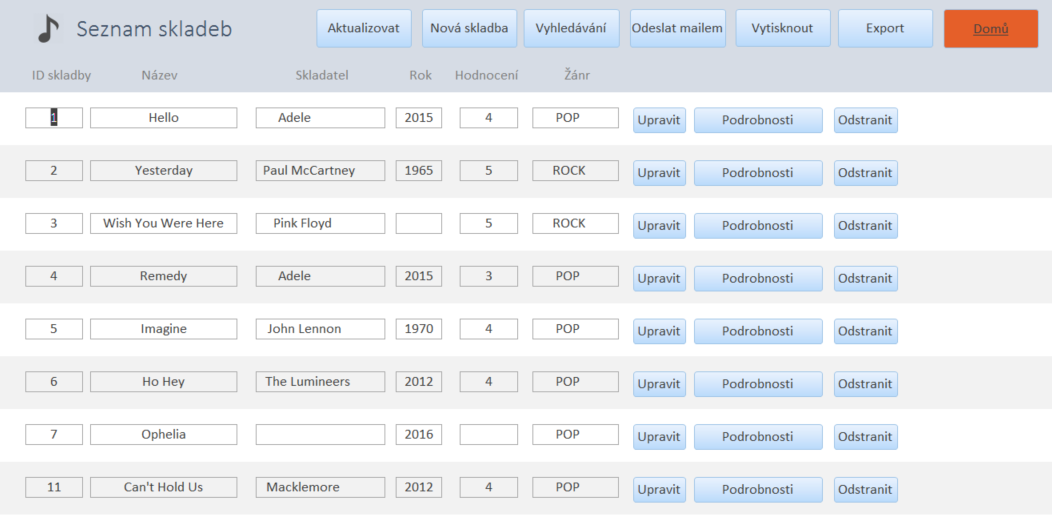 Seznam skladeb Aktualizovat Nová skladba Vyhledávání Odeslat mailem Vytisknout Export Domů
ID skladby Název Skladatel Rok Hodnocení Žánr
1 Hello Adele 2015 4 POP Upravit Podrobnosti Odstranit
2 Yesterday Paul McCartney 1965 5 ROCK Upravit Podrobnosti Odstranit
3 Wish You Were Here Pink Floyd 5 ROCK Upravit Podrobnosti Odstranit
4 Remedy Adele 2015 3 POP Upravit Podrobnosti Odstranit
5 Imagine John Lennon 1970 4 POP Upravit Podrobnosti Odstranit
6 Ho Hey The Lumineers 2012 4 POP Upravit Podrobnosti Odstranit
7 Ophelia 2016 POP Upravit Podrobnosti Odstranit
11 Can't Hold Us Macklemore 2012 4 POP Upravit Podrobnosti Odstranit